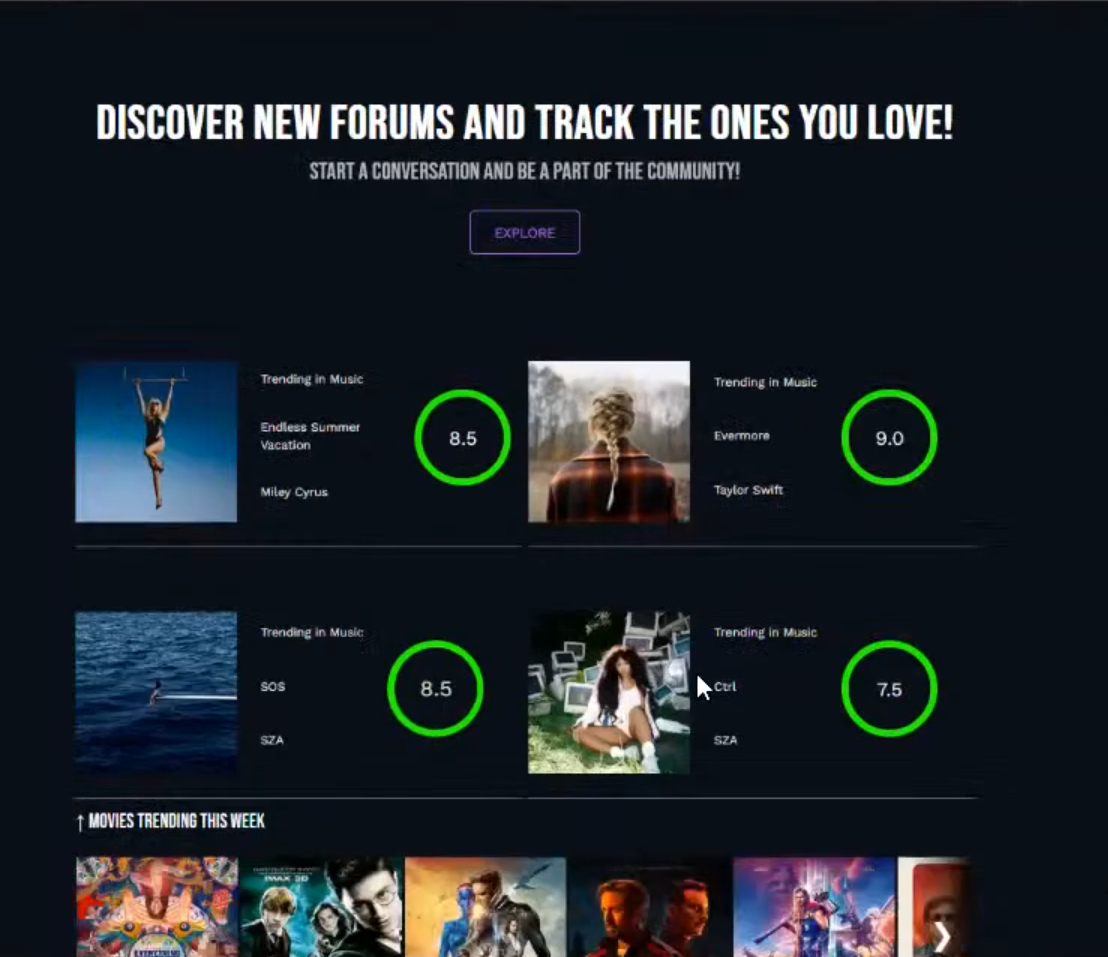 DISCOVER NEW FORUMS AND TRACK THE ONES YOU LOVE!
START A CONVERSATION AND BE A PART OF THE COMMUNITY!
EXPLORE
Trending in Music
Endless Summer
Vacation
Miley Cyrus
8.5
Trending in Music
Evermore
Taylor Swift
9.0
Trending in Music
SOS
SZA
8.5
Trending in Music
Ctrl
SZA
7.5
↑ MOVIES TRENDING THIS WEEK
IMAX 3D
EVERYTHING